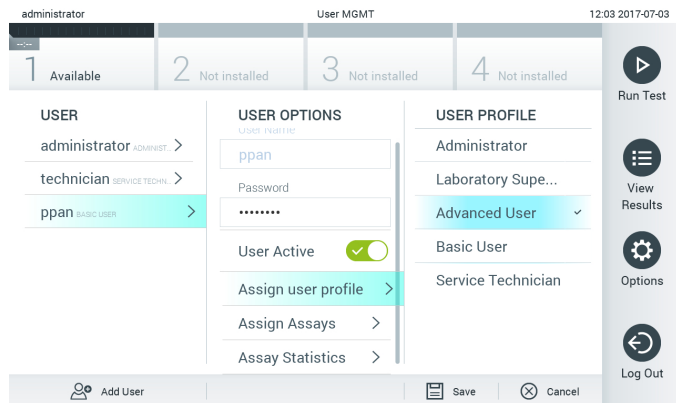 administrator
User MGMT
12:03 2017-07-03
--:--
1 Available
2 Not installed
3 Not installed
4 Not installed
USER
administrator ADMINIST...
technician SERVICE TECHN...
ppan BASIC USER
USER OPTIONS
User Name
ppan
Password
••••••••
User Active
Assign user profile
Assign Assays
Assay Statistics
USER PROFILE
Administrator
Laboratory Supe...
Advanced User
Basic User
Service Technician
Run Test
View
Results
Options
Log Out
Add User
Save
Cancel